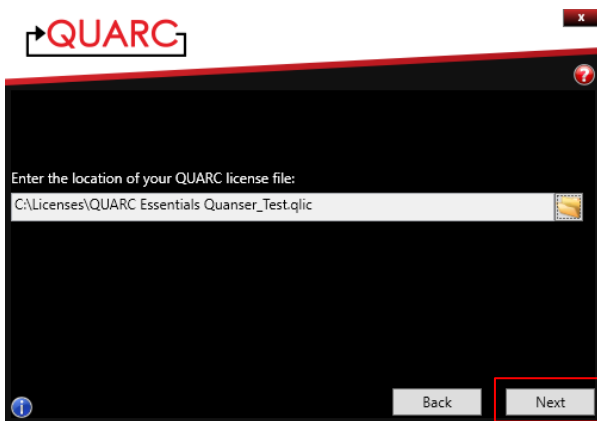 QUARC
x
?
Enter the location of your QUARC license file:
C:\Licenses\QUARC Essentials Quanser_Test.qlic
i
Back
Next